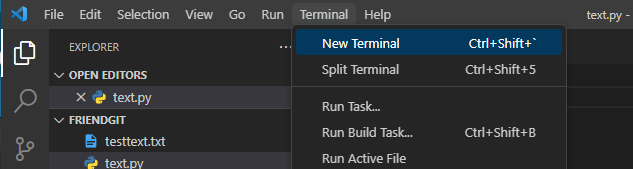 File Edit Selection View Go Run Terminal Help text.py -
EXPLORER
New Terminal Ctrl+Shift+`
OPEN EDITORS
Split Terminal Ctrl+Shift+5
text.py
Run Task...
FRIENDGIT
Run Build Task... Ctrl+Shift+B
testtext.txt
text.py
Run Active File